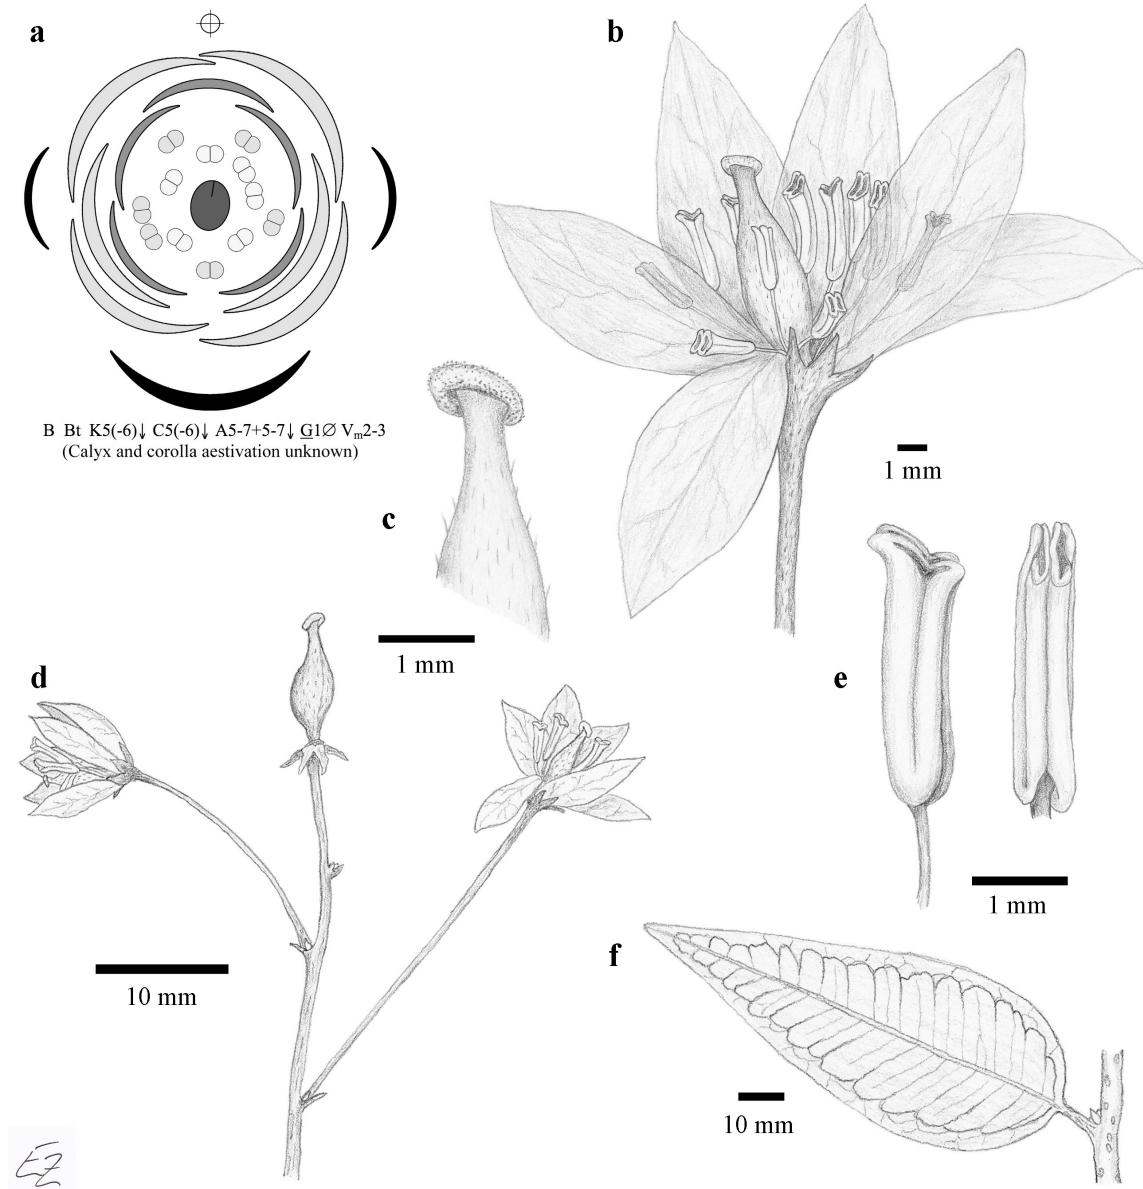 a
b
B Bt K5(-6)↓ C5(-6)↓ A5-7+5-7↓ G1∅ Vm2-3
(Calyx and corolla aestivation unknown)
1 mm
c
1 mm
d
e
10 mm
1 mm
f
10 mm
EZ